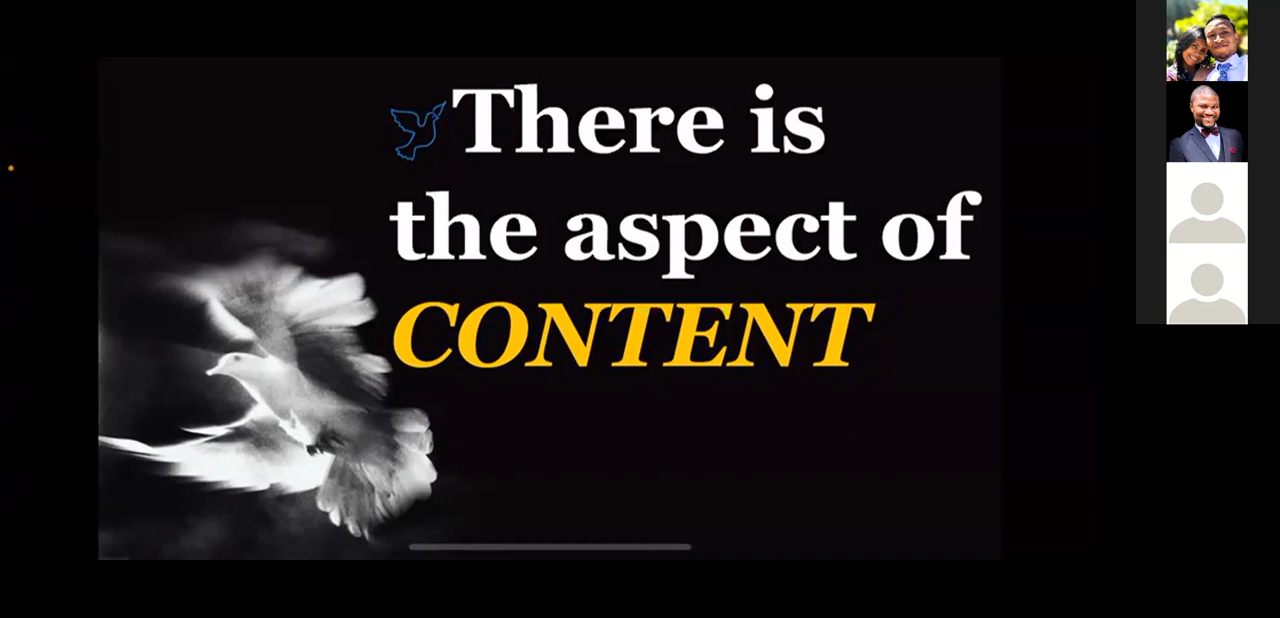 There is
the aspect of
CONTENT